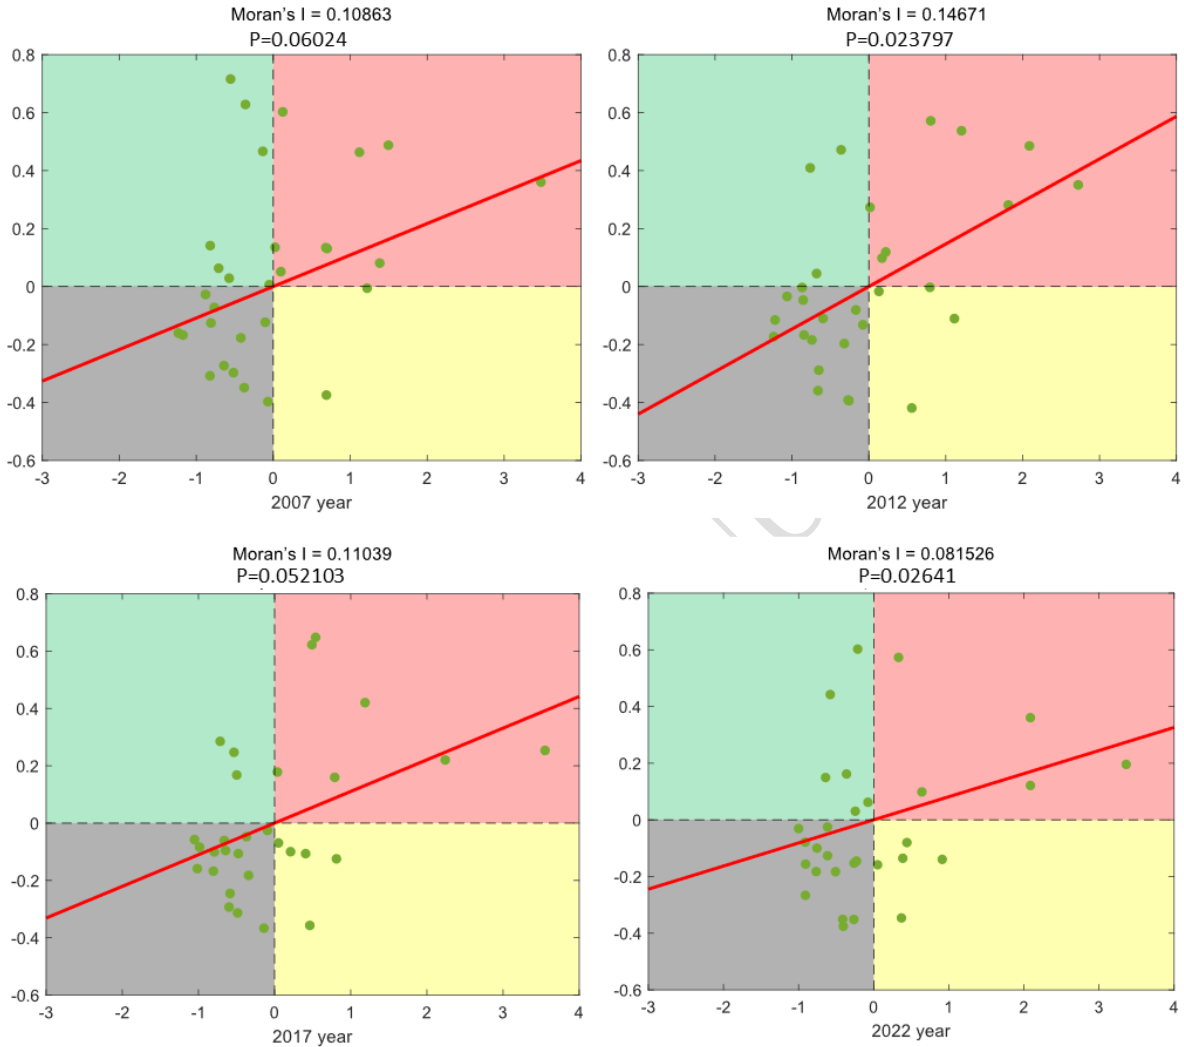 Moran's I = 0.10863
P=0.06024
0.8
0.6
0.4
0.2
0
-0.2
-0.4
-0.6
-3 -2 -1 0 1 2 3 4
2007 year
Moran's I = 0.14671
P=0.023797
0.8
0.6
0.4
0.2
0
-0.2
-0.4
-0.6
-3 -2 -1 0 1 2 3 4
2012 year
Moran's I = 0.11039
P=0.052103
0.8
0.6
0.4
0.2
0
-0.2
-0.4
-0.6
-3 -2 -1 0 1 2 3 4
2017 year
Moran's I = 0.081526
P=0.02641
0.8
0.6
0.4
0.2
0
-0.2
-0.4
-0.6
-3 -2 -1 0 1 2 3 4
2022 year